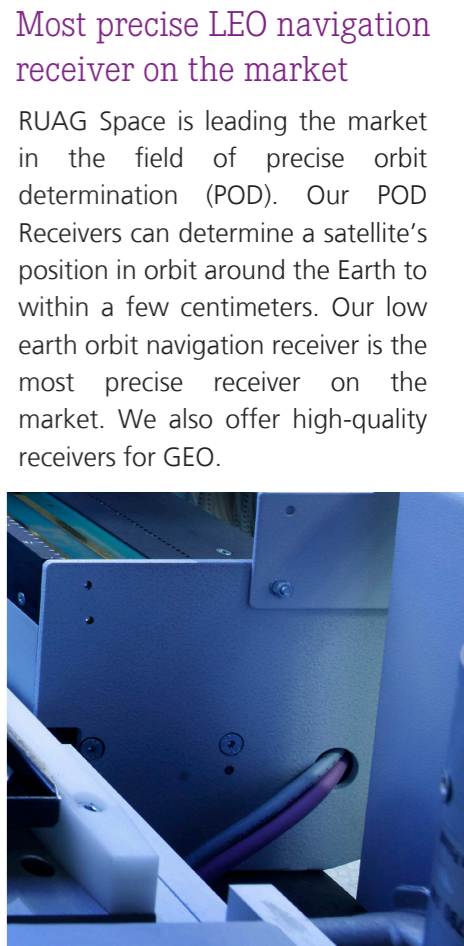 Most precise LEO navigation
receiver on the market
RUAG Space is leading the market
in the field of precise orbit
determination (POD). Our POD
Receivers can determine a satellite’s
position in orbit around the Earth to
within a few centimeters. Our low
earth orbit navigation receiver is the
most precise receiver on the
market. We also offer high-quality
receivers for GEO.